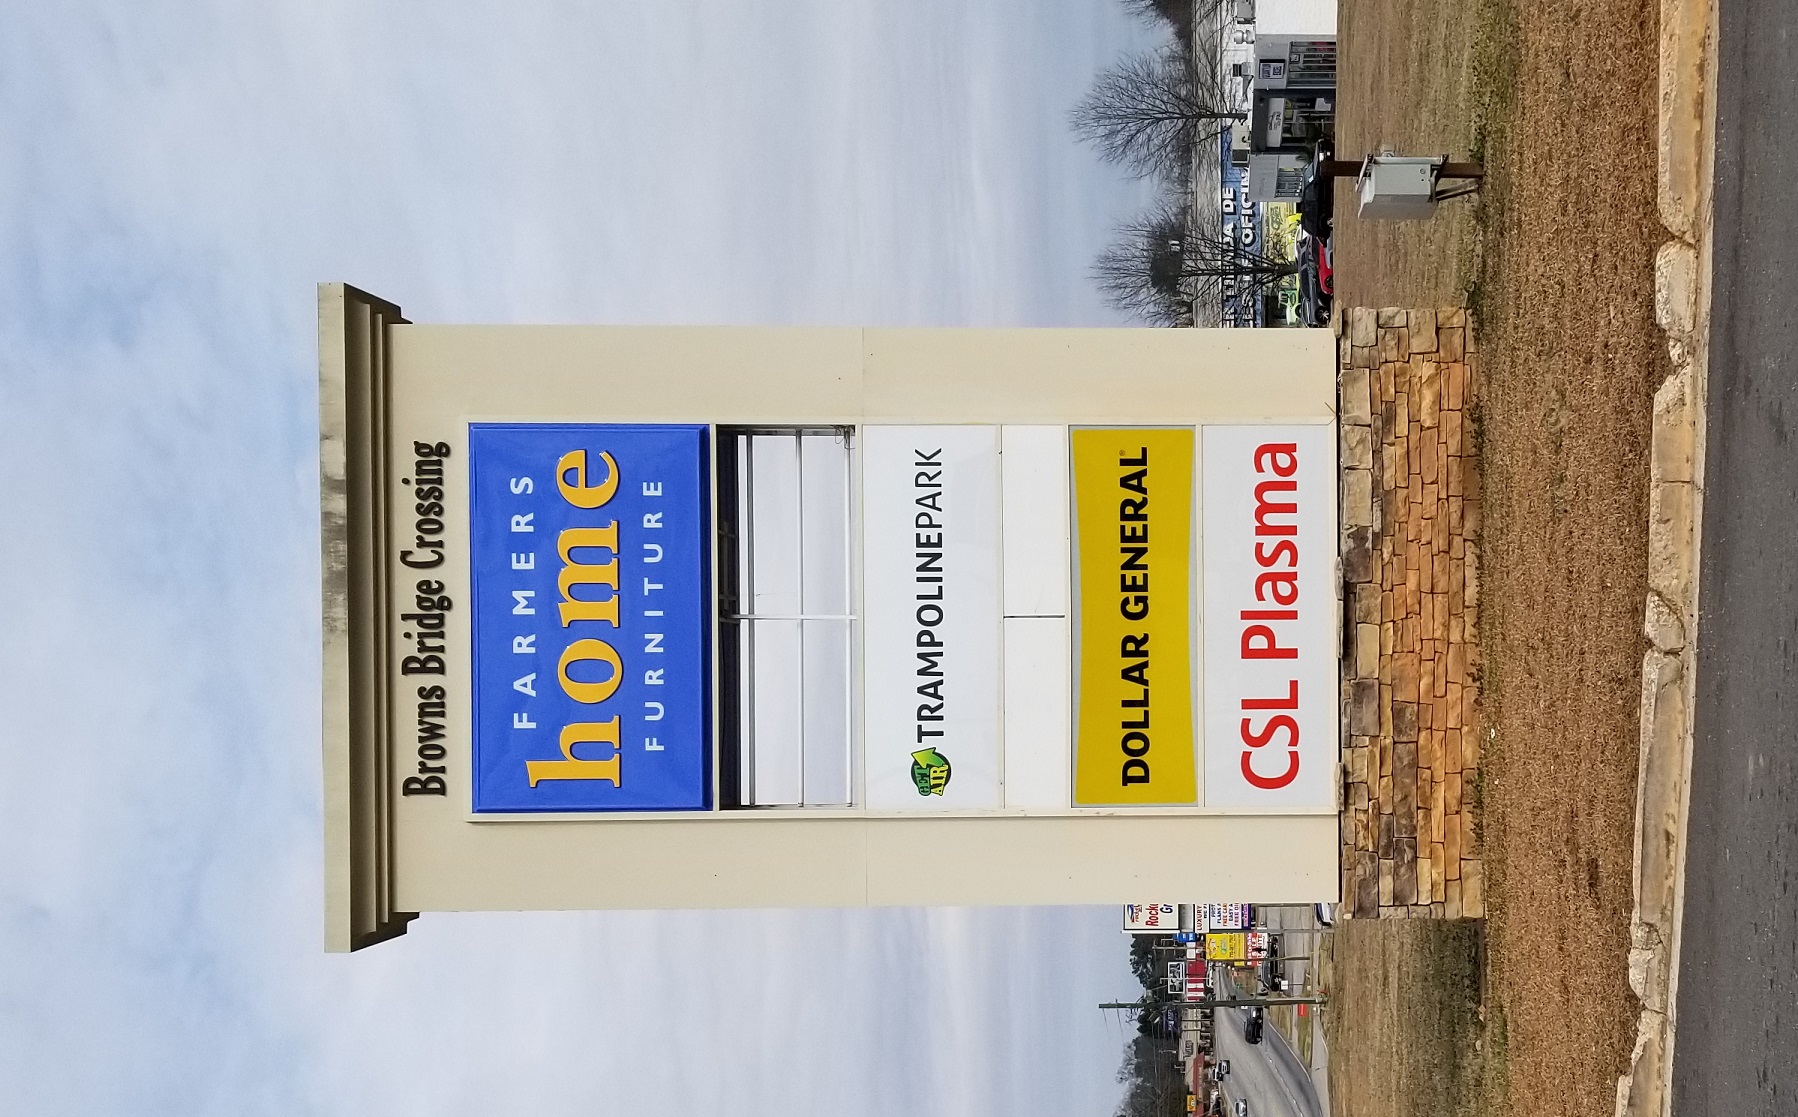 Browns Bridge Crossing
FARMERS
home
FURNITURE
GET
AIR
TRAMPOLINEPARK
DOLLAR GENERAL®
CSL Plasma